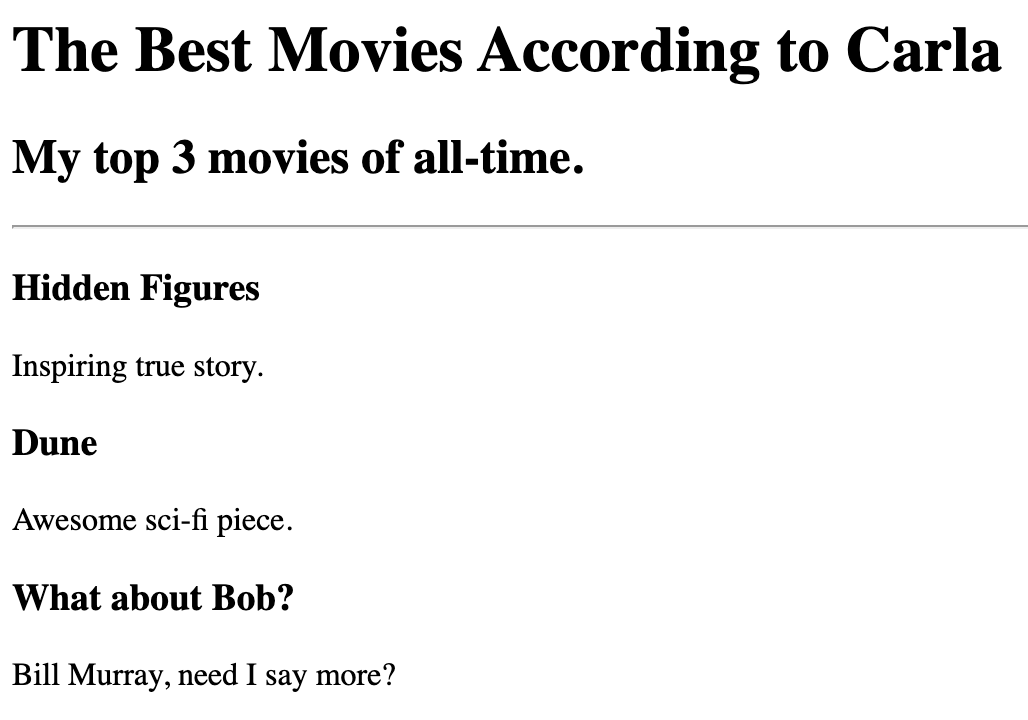 The Best Movies According to Carla
My top 3 movies of all-time.
Hidden Figures
Inspiring true story.
Dune
Awesome sci-fi piece.
What about Bob?
Bill Murray, need I say more?